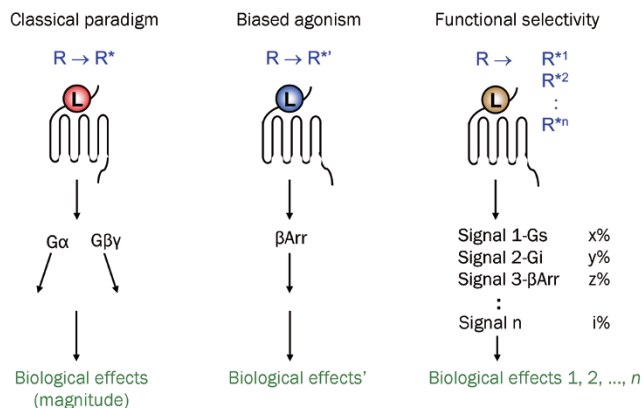 Classical paradigm
R → R*
L
Gα Gβγ
Biological effects
(magnitude)
Biased agonism
R → R*’
L
βArr
Biological effects’
Functional selectivity
R → R*1
R*2
:
R*n
L
Signal 1-Gs x%
Signal 2-Gi y%
Signal 3-βArr z%
:
Signal n i%
Biological effects 1, 2, ..., n